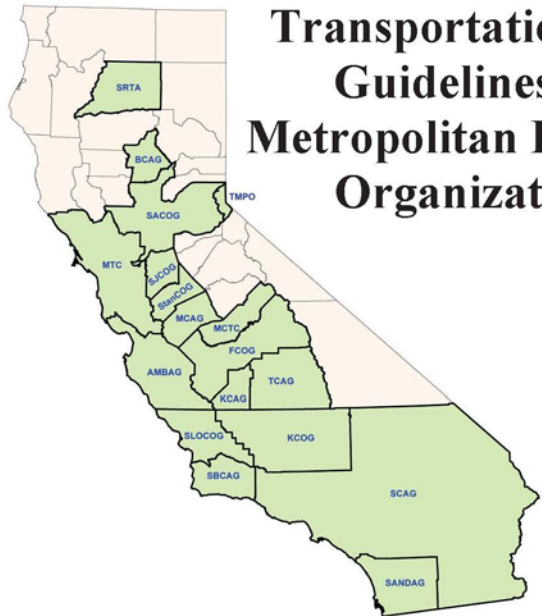 Transportatio
Guidelines
Metropolitan
Organizat
SRTA
BCAG
TMPO
SACOG
MTC
SJCOG
StanCOG
MCAG
MCTC
FCOG
AMBAG
TCAG
KCAG
SLOCOG
KCOG
SBCAG
SCAG
SANDAG